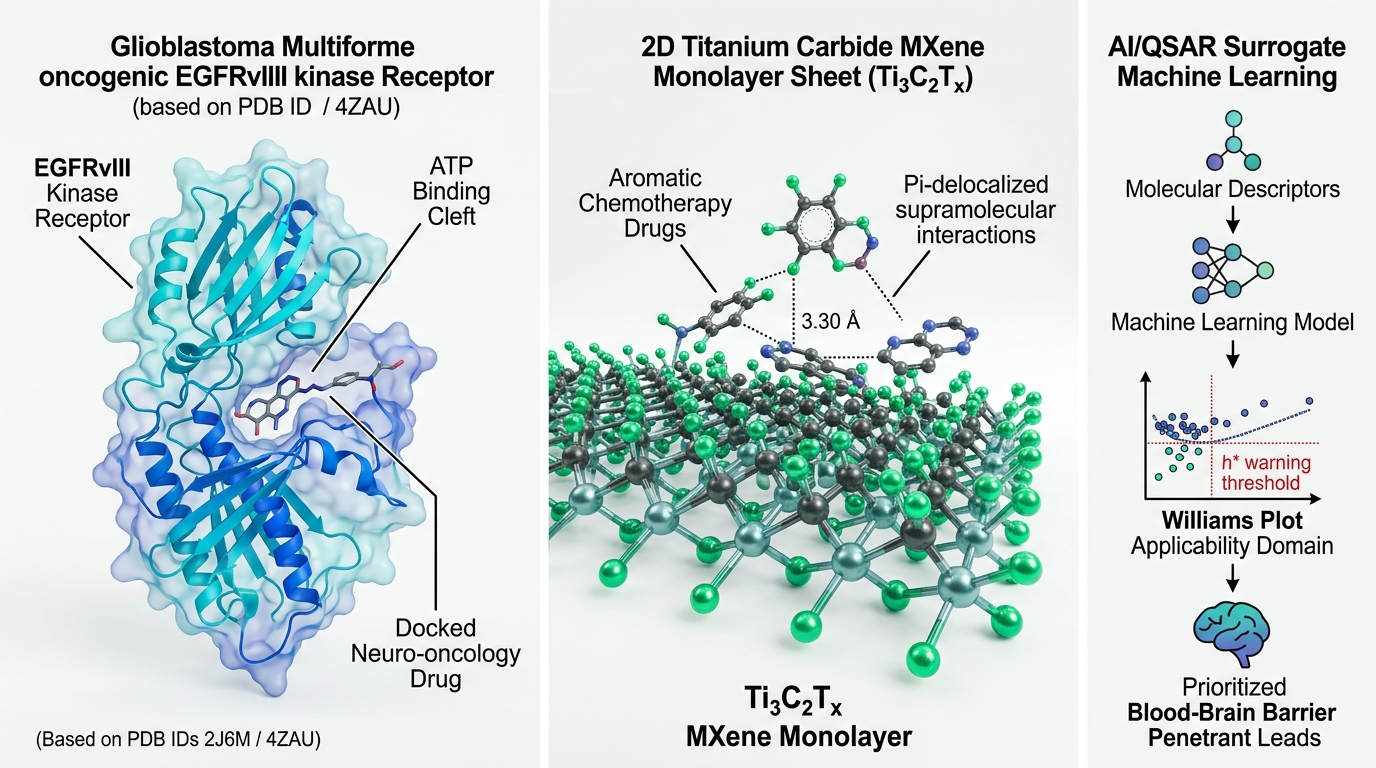 Glioblastoma Multiforme
oncogenic EGFRvIIII kinase Receptor
(based on PDB ID / 4ZAU)
EGFRvIII
Kinase
Receptor
ATP
Binding
Cleft
Docked
Neuro-oncology
Drug
(Based on PDB IDs 2J6M / 4ZAU)
2D Titanium Carbide MXene
Monolayer Sheet (Ti₃C₂Tₓ)
Aromatic
Chemotherapy
Drugs
Pi-delocalized
supramolecular
interactions
3.30 Å
Ti₃C₂Tₓ
MXene Monolayer
AI/QSAR Surrogate
Machine Learning
Molecular Descriptors
Machine Learning Model
h* warning
threshold
Williams Plot
Applicability Domain
Prioritized
Blood-Brain Barrier
Penetrant Leads